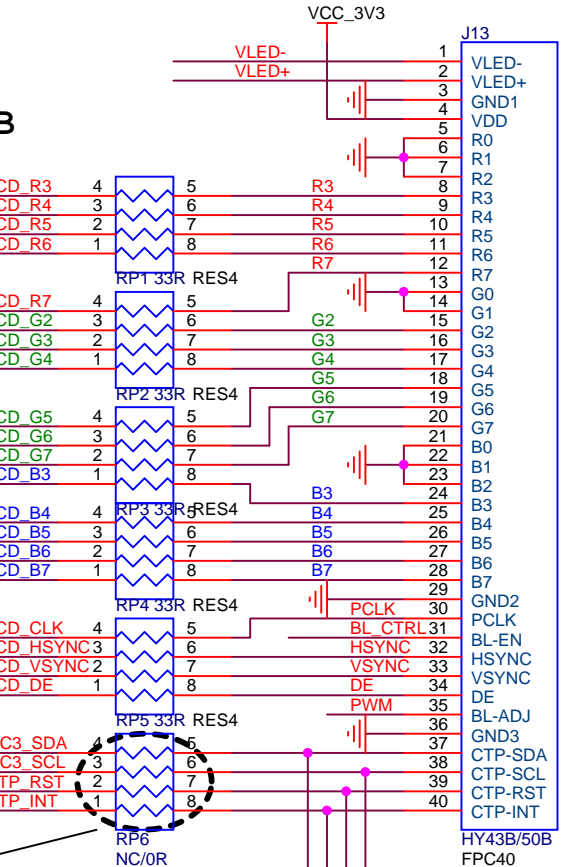 VCC_3V3
J13
VLED- 1 VLED-
VLED+ 2 VLED+
3 GND1
4 VDD
B
5 R0
6 R1
7 R2
CD_R3 4 5 R3 8 R3
CD_R4 3 6 R4 9 R4
CD_R5 2 7 R5 10 R5
CD_R6 1 8 R6 11 R6
RP1 33R RES4
R7 12 R7
13 G0
CD_R7 4 5 14 G1
CD_G2 3 6 G2 15 G2
CD_G3 2 7 G3 16 G3
CD_G4 1 8 G4 17 G4
RP2 33R RES4
G5 18 G5
G6 19 G6
CD_G5 4 5 G7 20 G7
CD_G6 3 6 21 B0
CD_G7 2 7 22 B1
CD_B3 1 8 23 B2
B3 24 B3
RP3 33R RES4
CD_B4 4 5 B4 25 B4
CD_B5 3 6 B5 26 B5
CD_B6 2 7 B6 27 B6
CD_B7 1 8 B7 28 B7
RP4 33R RES4
29 GND2
PCLK 30 PCLK
CD_CLK 4 5 BL_CTRL 31 BL-EN
CD_HSYNC 3 6 HSYNC 32 HSYNC
CD_VSYNC 2 7 VSYNC 33 VSYNC
CD_DE 1 8 DE 34 DE
RP5 33R RES4
PWM 35 BL-ADJ
36 GND3
C3_SDA 4 5 37 CTP-SDA
C3_SCL 3 6 38 CTP-SCL
TP_RST 2 7 39 CTP-RST
TP_INT 1 8 40 CTP-INT
RP6
NC/0R
HY43B/50B
FPC40